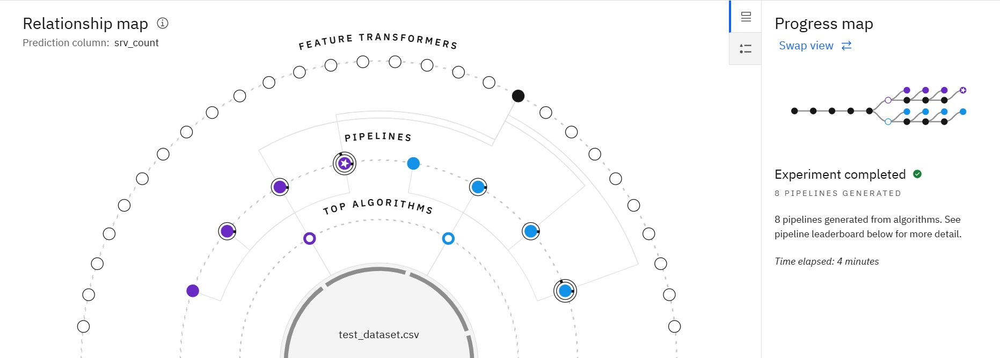 Relationship map
Prediction column: srv_count
FEATURE TRANSFORMERS
PIPELINES
TOP ALGORITHMS
test_dataset.csv
Progress map
Swap view
Experiment completed
8 PIPELINES GENERATED
8 pipelines generated from algorithms. See
pipeline leaderboard below for more detail.
Time elapsed: 4 minutes